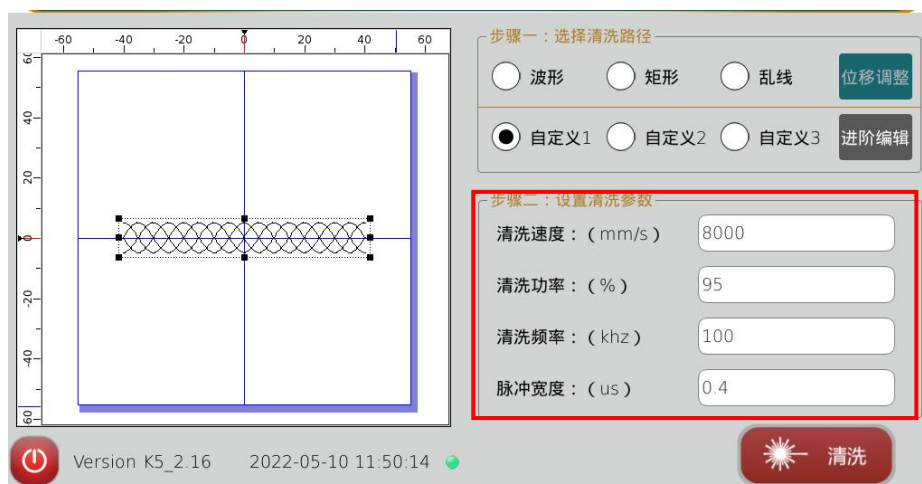 -60 -40 -20 0 20 40 60
步骤一：选择清洗路径
波形 矩形 乱线 位移调整
自定义1 自定义2 自定义3 进阶编辑
60
40
20
0
-20
-40
-60
步骤二：设置清洗参数
清洗速度：（mm/s） 8000
清洗功率：（%） 95
清洗频率：（khz） 100
脉冲宽度：（us） 0.4
Version K5_2.16 2022-05-10 11:50:14
清洗